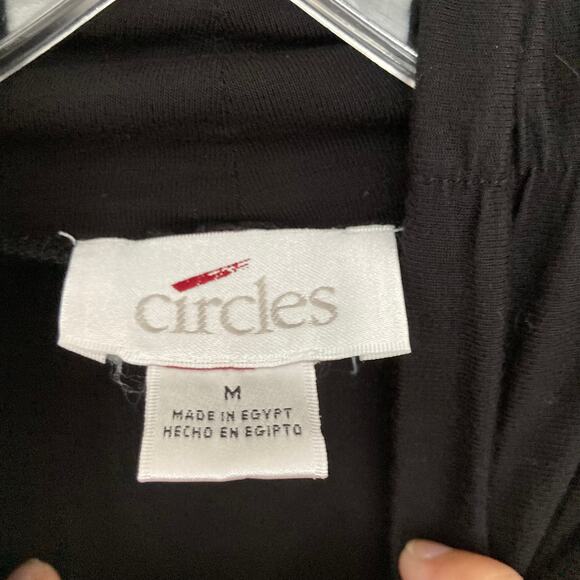 circles
M
MADE IN EGYPT
HECHO EN EGIPTO